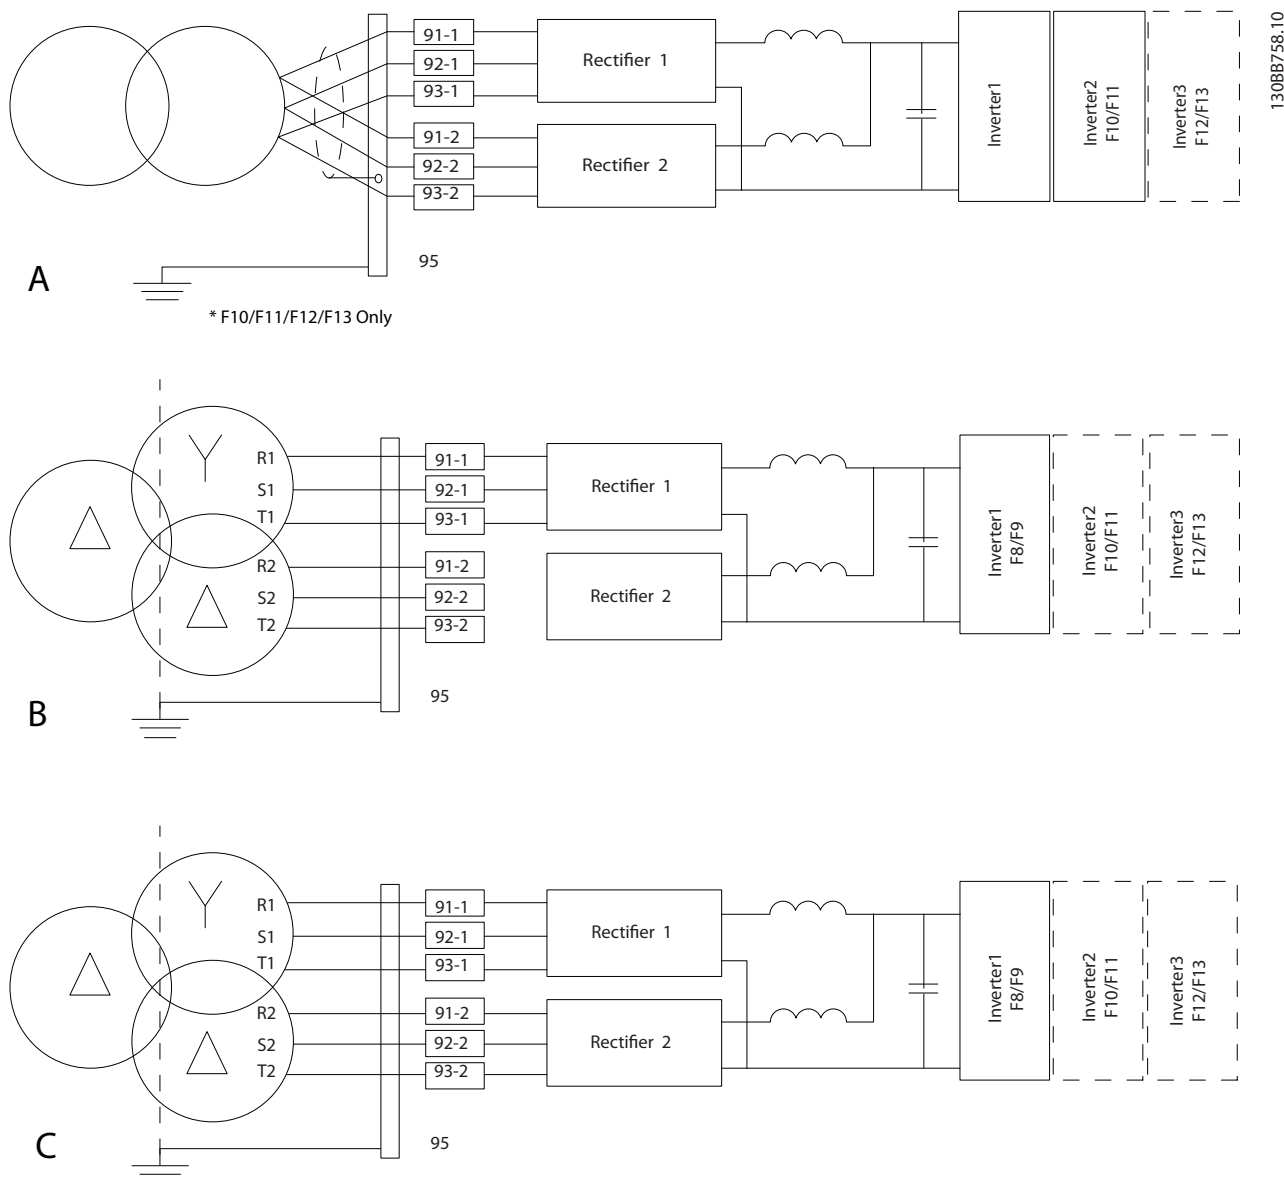 130BB758.10
91-1
92-1
93-1
91-2
92-2
93-2
Rectifier 1
Rectifier 2
Inverter1
Inverter2
F10/F11
Inverter3
F12/F13
95
A
* F10/F11/F12/F13 Only
R1
S1
T1
R2
S2
T2
91-1
92-1
93-1
91-2
92-2
93-2
Rectifier 1
Rectifier 2
Inverter1
F8/F9
Inverter2
F10/F11
Inverter3
F12/F13
95
B
R1
S1
T1
R2
S2
T2
91-1
92-1
93-1
91-2
92-2
93-2
Rectifier 1
Rectifier 2
Inverter1
F8/F9
Inverter2
F10/F11
Inverter3
F12/F13
95
C